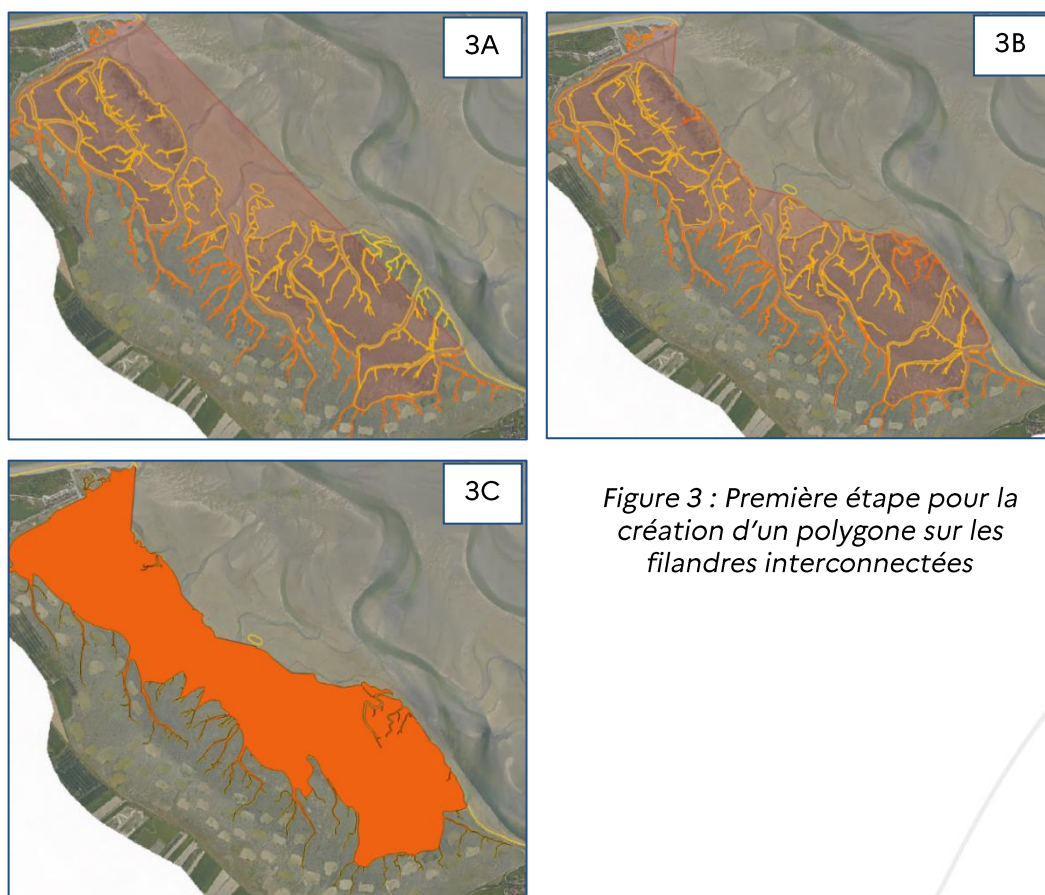 3A
3B
3C
Figure 3 : Première étape pour la
création d'un polygone sur les
filandres interconnectées